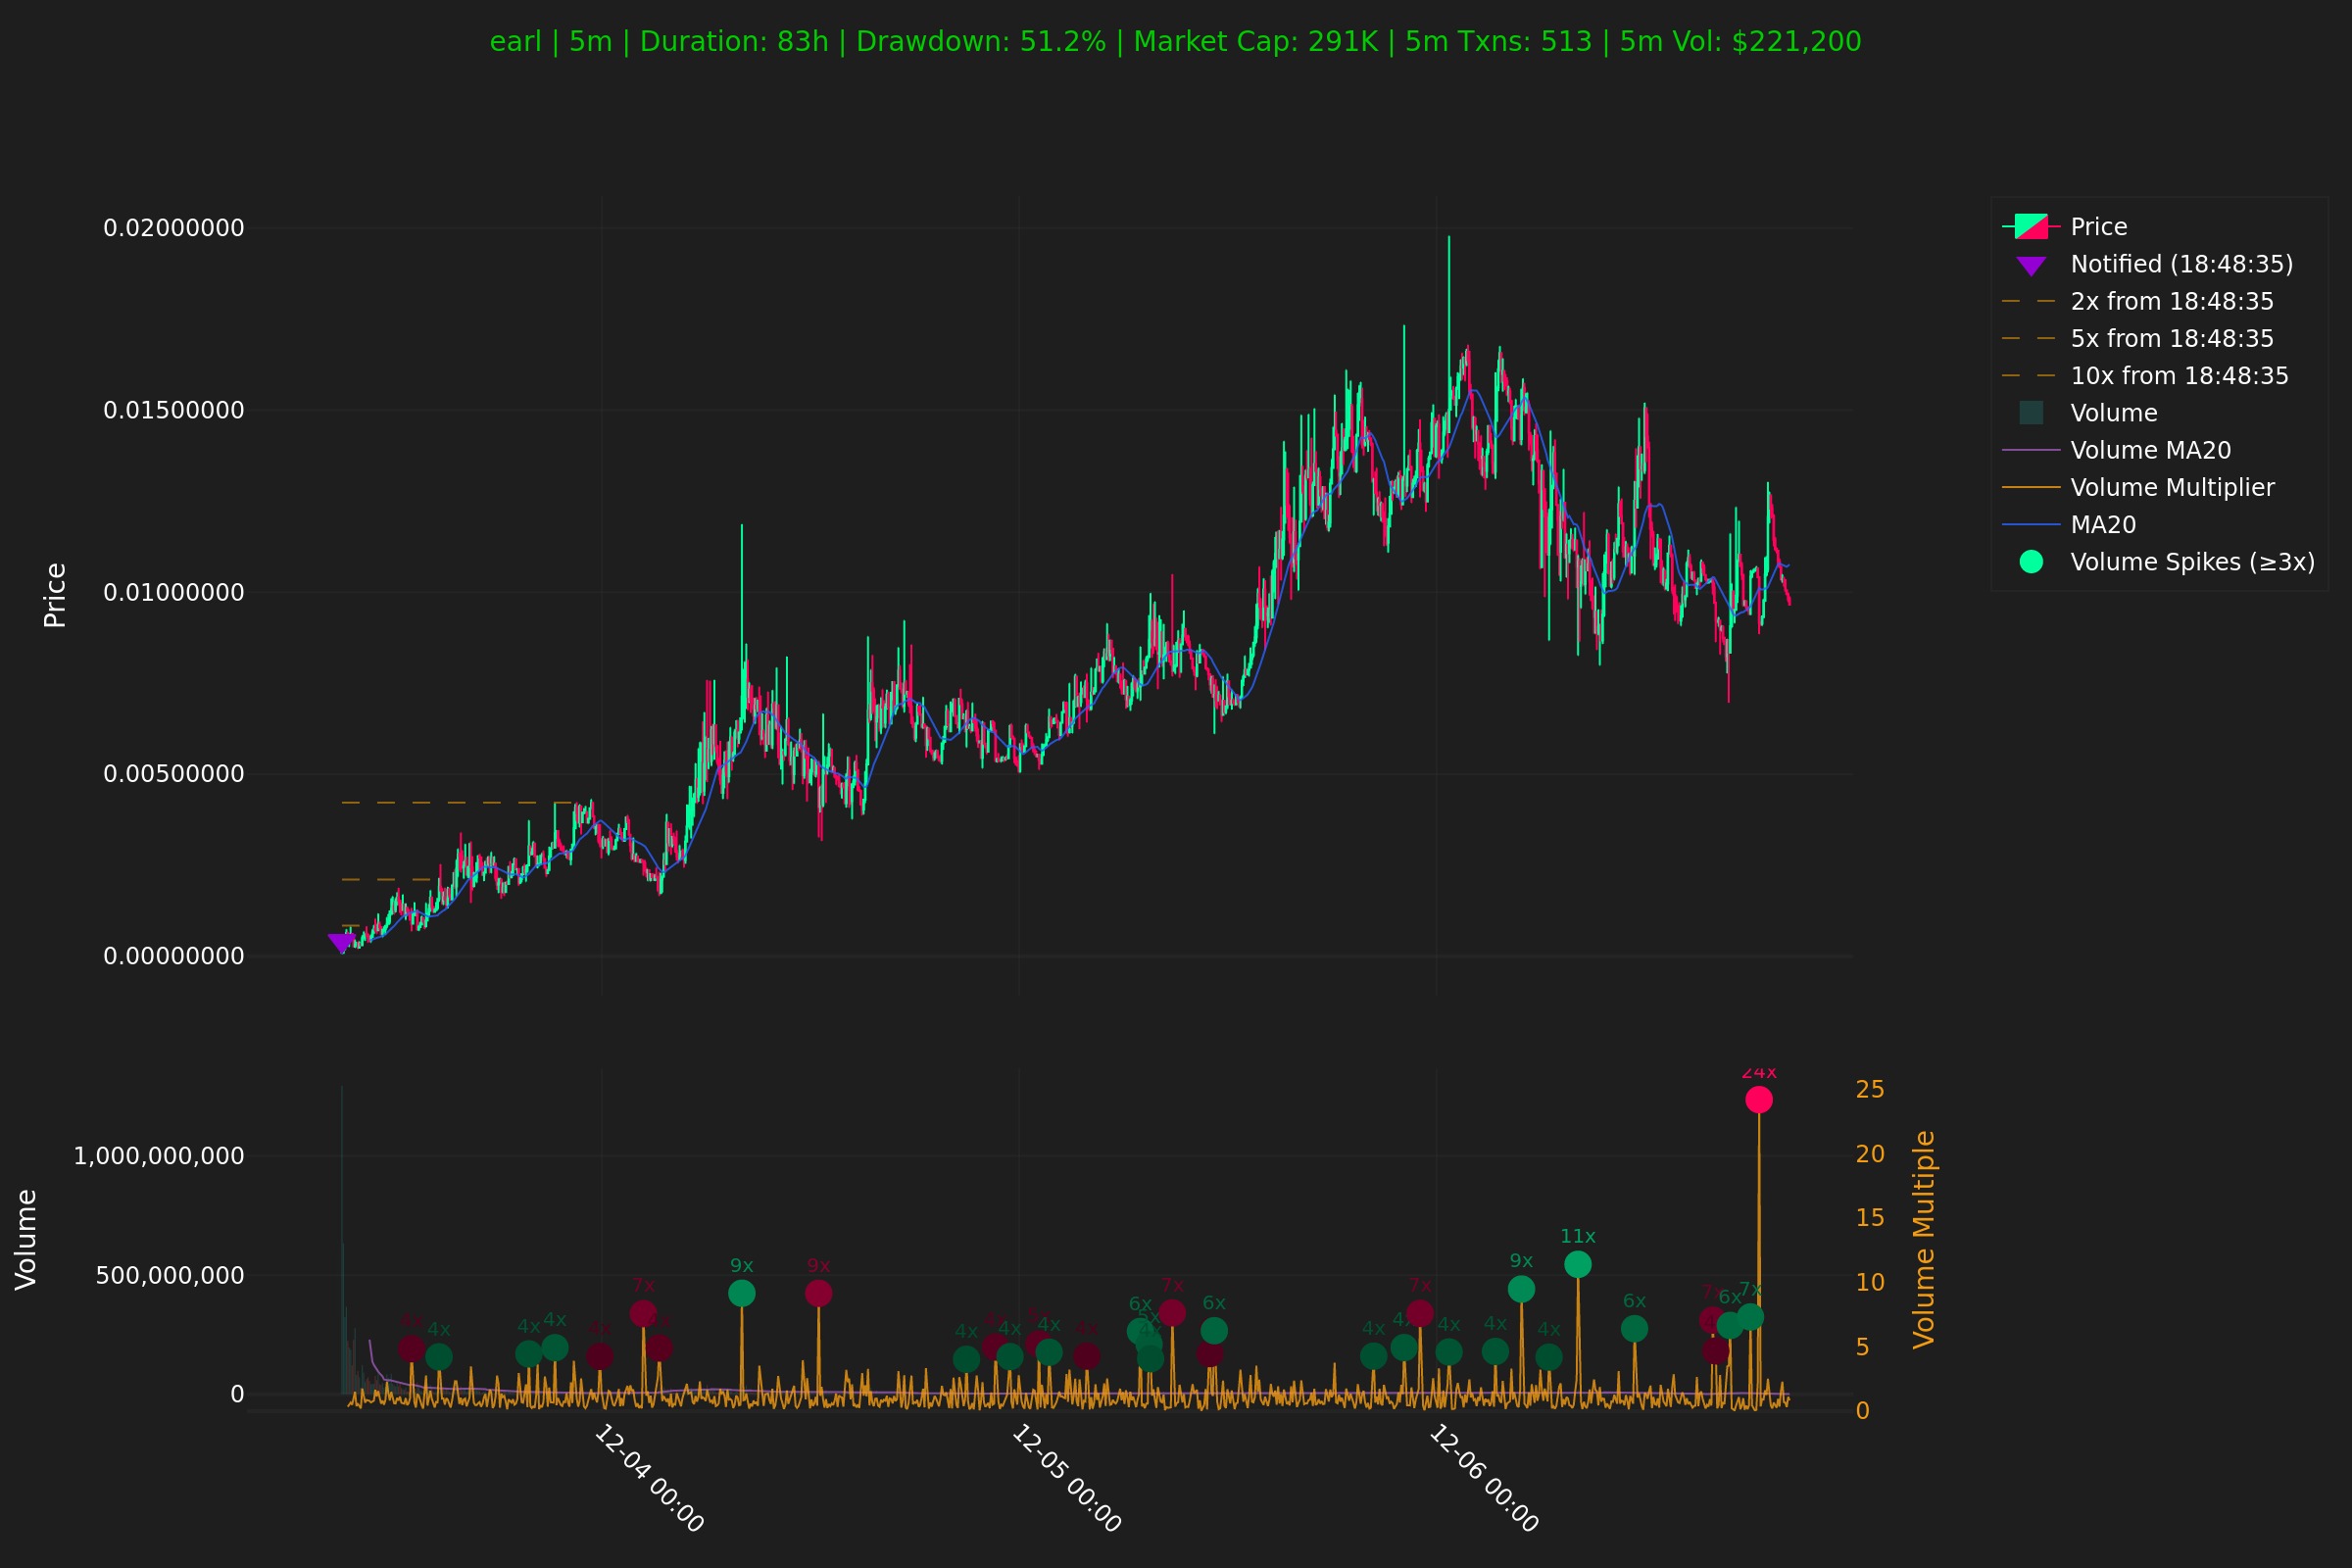 earl | 5m | Duration: 83h | Drawdown: 51.2% | Market Cap: 291K | 5m Txns: 513 | 5m Vol: $221,200
Price
0.02000000
0.01500000
0.01000000
0.00500000
0.00000000
Price
Notified (18:48:35)
2x from 18:48:35
5x from 18:48:35
10x from 18:48:35
Volume
Volume MA20
Volume Multiplier
MA20
Volume Spikes (≥3x)
Volume
1,000,000,000
500,000,000
0
24x
4x
4x
4x
4x
7x
9x
9x
4x
4x
4x
4x
6x
5x
7x
6x
4x
4x
7x
4x
4x
9x
4x
11x
6x
7x
6x
7x
25
20
15
10
5
0
Volume Multiple
12-04 00:00
12-05 00:00
12-06 00:00